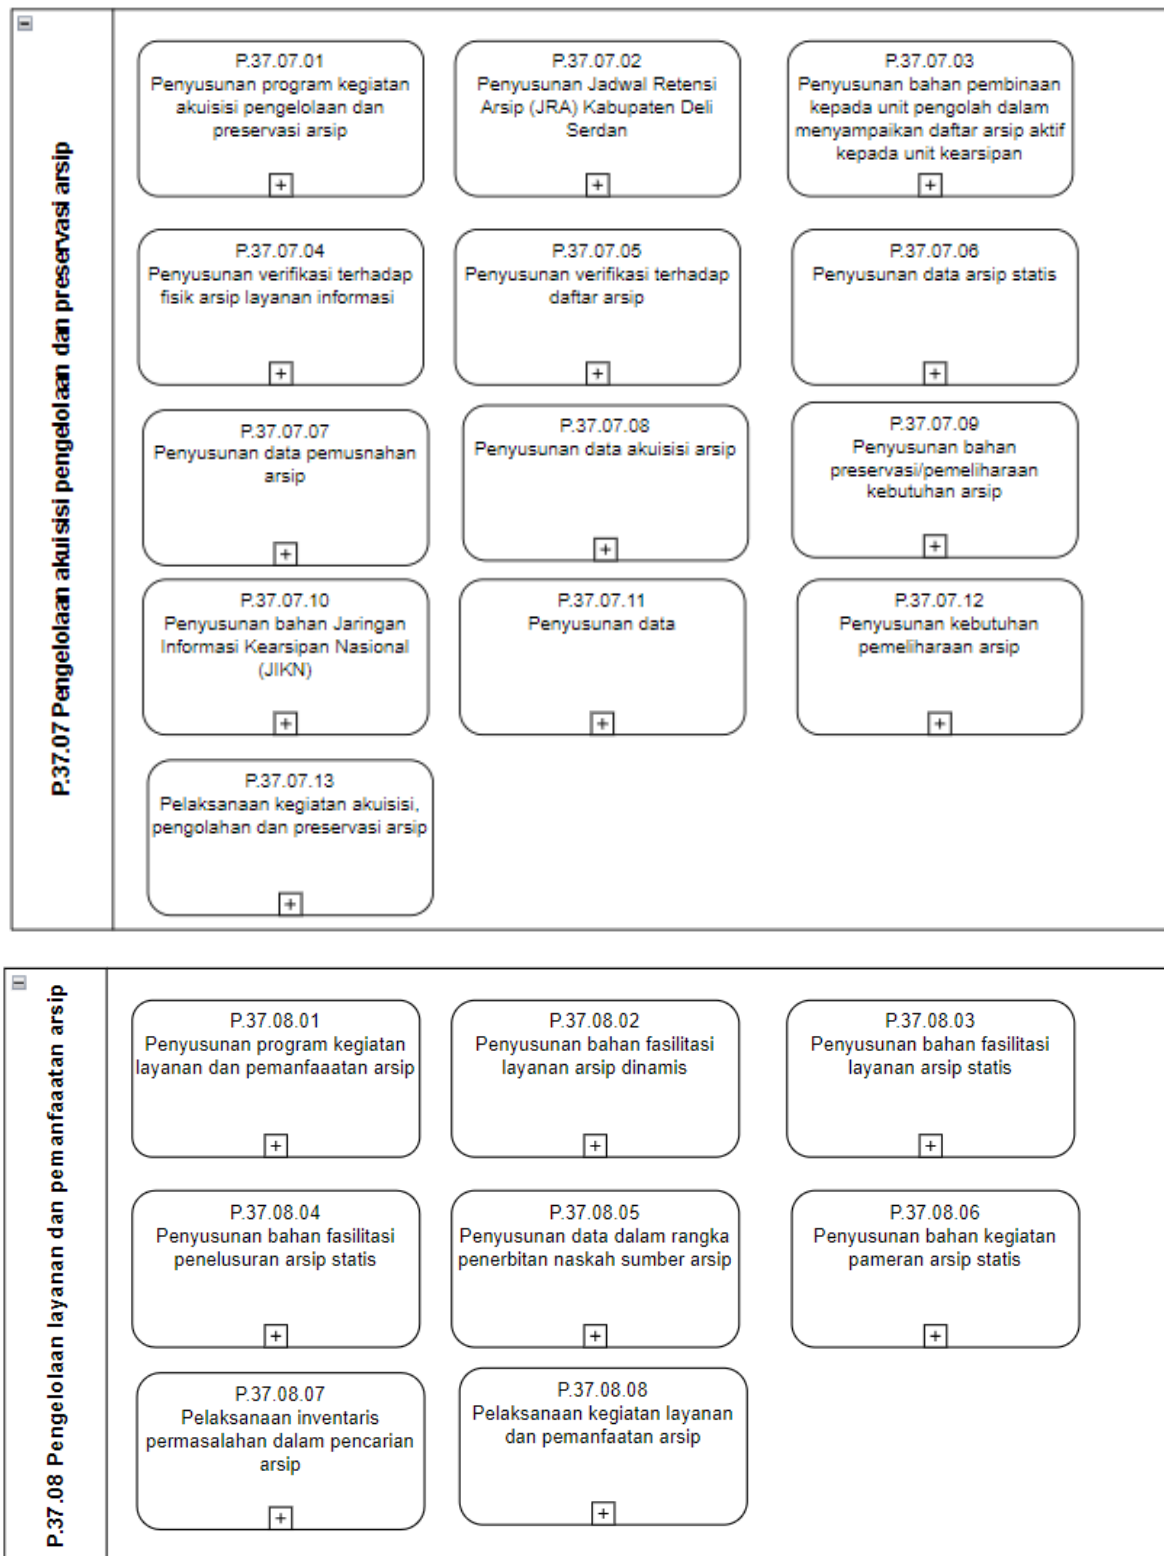 P.37.07 Pengelolaan akuisisi pengelolaan dan preservasi arsip
P.37.07.01
Penyusunan program kegiatan
akuisisi pengelolaan dan
preservasi arsip
P.37.07.02
Penyusunan Jadwal Retensi
Arsip (JRA) Kabupaten Deli
Serdan
P.37.07.03
Penyusunan bahan pembinaan
kepada unit pengolah dalam
menyampaikan daftar arsip aktif
kepada unit kearsipan
P.37.07.04
Penyusunan verifikasi terhadap
fisik arsip layanan informasi
P.37.07.05
Penyusunan verifikasi terhadap
daftar arsip
P.37.07.06
Penyusunan data arsip statis
P.37.07.07
Penyusunan data pemusnahan
arsip
P.37.07.08
Penyusunan data akuisisi arsip
P.37.07.09
Penyusunan bahan
preservasi/pemeliharaan
kebutuhan arsip
P.37.07.10
Penyusunan bahan Jaringan
Informasi Kearsipan Nasional
(JIKN)
P.37.07.11
Penyusunan data
P.37.07.12
Penyusunan kebutuhan
pemeliharaan arsip
P.37.07.13
Pelaksanaan kegiatan akuisisi,
pengolahan dan preservasi arsip
P.37.08 Pengelolaan layanan dan pemanfaaatan arsip
P.37.08.01
Penyusunan program kegiatan
layanan dan pemanfaaatan arsip
P.37.08.02
Penyusunan bahan fasilitasi
layanan arsip dinamis
P.37.08.03
Penyusunan bahan fasilitasi
layanan arsip statis
P.37.08.04
Penyusunan bahan fasilitasi
penelusuran arsip statis
P.37.08.05
Penyusunan data dalam rangka
penerbitan naskah sumber arsip
P.37.08.06
Penyusunan bahan kegiatan
pameran arsip statis
P.37.08.07
Pelaksanaan inventaris
permasalahan dalam pencarian
arsip
P.37.08.08
Pelaksanaan kegiatan layanan
dan pemanfaatan arsip